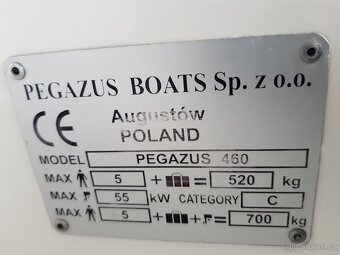 PEGAZUS BOATS Sp. z o.o.
CE Augustów
POLAND
MODEL PEGAZUS 460
MAX 5 + = 520 kg
MAX 55 kW CATEGORY C
MAX 5 + + = 700 kg